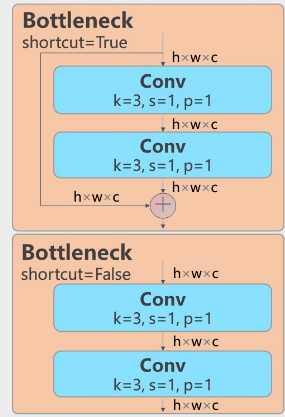 Bottleneck
shortcut=True
h×w×c
Conv
k=3, s=1, p=1
h×w×c
Conv
k=3, s=1, p=1
h×w×c
h×w×c
+
Bottleneck
shortcut=False
h×w×c
Conv
k=3, s=1, p=1
h×w×c
Conv
k=3, s=1, p=1
h×w×c